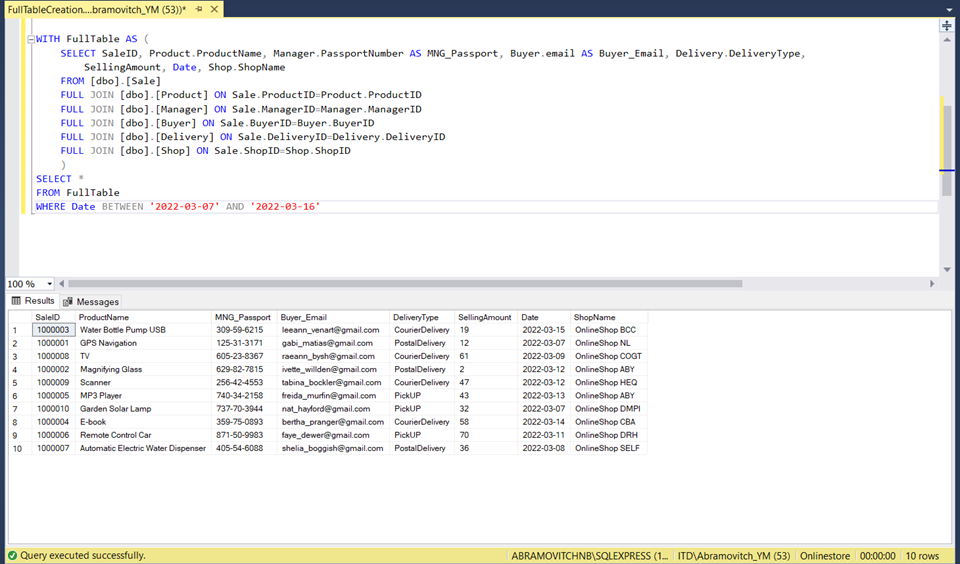 FullTableCreation....bramovitch_YM (53))*
WITH FullTable AS (
SELECT SaleID, Product.ProductName, Manager.PassportNumber AS MNG_Passport, Buyer.email AS Buyer_Email, Delivery.DeliveryType,
SellingAmount, Date, Shop.ShopName
FROM [dbo].[Sale]
FULL JOIN [dbo].[Product] ON Sale.ProductID=Product.ProductID
FULL JOIN [dbo].[Manager] ON Sale.ManagerID=Manager.ManagerID
FULL JOIN [dbo].[Buyer] ON Sale.BuyerID=Buyer.BuyerID
FULL JOIN [dbo].[Delivery] ON Sale.DeliveryID=Delivery.DeliveryID
FULL JOIN [dbo].[Shop] ON Sale.ShopID=Shop.ShopID
)
SELECT *
FROM FullTable
WHERE Date BETWEEN '2022-03-07' AND '2022-03-16'
100 %
Results Messages
SaleID ProductName MNG_Passport Buyer_Email DeliveryType SellingAmount Date ShopName
1 1000003 Water Bottle Pump USB 309-59-6215 leeann_venart@gmail.com CourierDelivery 19 2022-03-15 OnlineShop BCC
2 1000001 GPS Navigation 125-31-3171 gabi_matias@gmail.com PostalDelivery 12 2022-03-07 OnlineShop NL
3 1000008 TV 605-23-8367 raeann_bysh@gmail.com CourierDelivery 61 2022-03-09 OnlineShop COGT
4 1000002 Magnifying Glass 629-82-7815 ivette_willden@gmail.com PostalDelivery 2 2022-03-12 OnlineShop ABY
5 1000009 Scanner 256-42-4553 tabina_bockler@gmail.com CourierDelivery 47 2022-03-12 OnlineShop HEQ
6 1000005 MP3 Player 740-34-2158 freida_murfin@gmail.com PickUP 43 2022-03-13 OnlineShop ABY
7 1000010 Garden Solar Lamp 737-70-3944 nat_hayford@gmail.com PickUP 32 2022-03-07 OnlineShop DMPI
8 1000004 E-book 359-75-0893 bertha_pranger@gmail.com CourierDelivery 58 2022-03-14 OnlineShop CBA
9 1000006 Remote Control Car 871-50-9983 faye_dewer@gmail.com PickUP 70 2022-03-11 OnlineShop DRH
10 1000007 Automatic Electric Water Dispenser 405-54-6088 shelia_boggish@gmail.com PostalDelivery 36 2022-03-08 OnlineShop SELF
Query executed successfully. ABRAMOVITCHNB\SQLEXPRESS (1... ITD\Abramovitch_YM (53) Onlinestore 00:00:00 10 rows